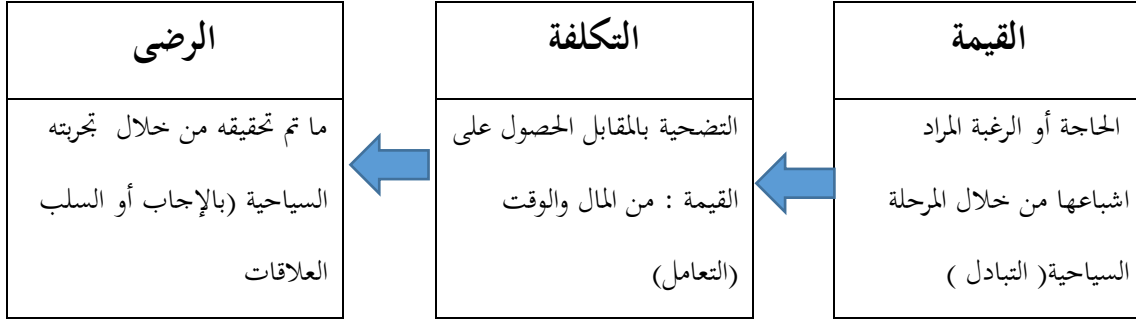 القيمة
الحاجة أو الرغبة المراد
اشباعها من خلال المرحلة
السياحية( التبادل )
التكلفة
التضحية بالمقابل الحصول على
القيمة : من المال والوقت
(التعامل)
الرضى
ما تم تحقيقه من خلال تجربته
السياحية (بالإجاب أو السلب
العلاقات